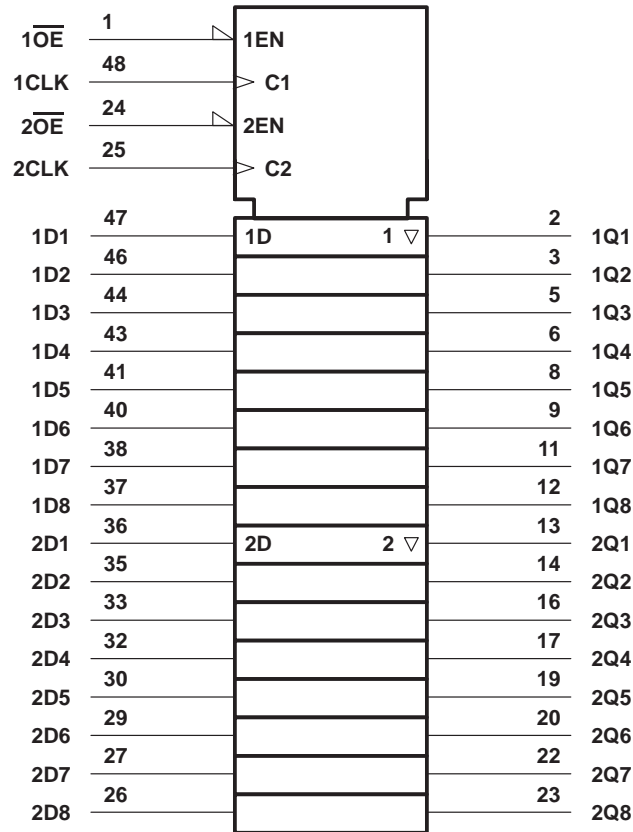 1O̅E̅ 1 1EN
1CLK 48 C1
2O̅E̅ 24 2EN
2CLK 25 C2
1D1 47 1D 1 ▽ 2 1Q1
1D2 46 3 1Q2
1D3 44 5 1Q3
1D4 43 6 1Q4
1D5 41 8 1Q5
1D6 40 9 1Q6
1D7 38 11 1Q7
1D8 37 12 1Q8
2D1 36 2D 2 ▽ 13 2Q1
2D2 35 14 2Q2
2D3 33 16 2Q3
2D4 32 17 2Q4
2D5 30 19 2Q5
2D6 29 20 2Q6
2D7 27 22 2Q7
2D8 26 23 2Q8